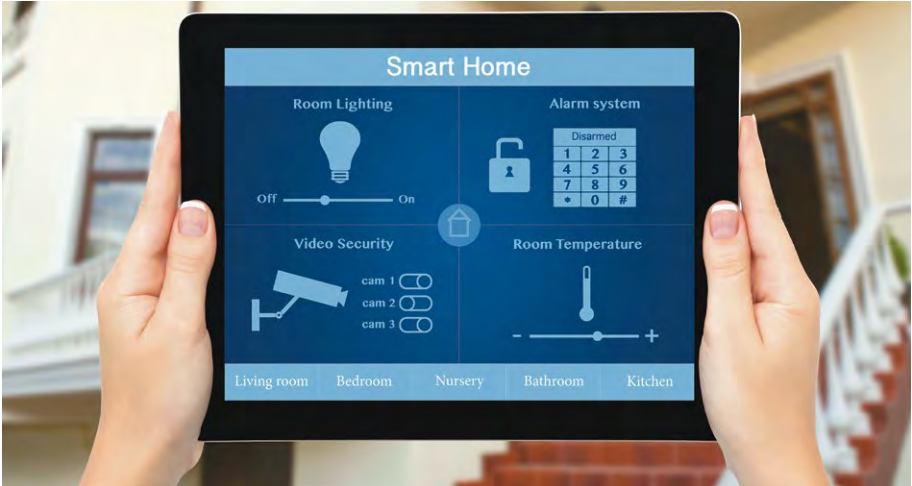 Smart Home
Room Lighting
Off
On
Alarm system
Disarmed
1 2 3
4 5 6
7 8 9
* 0 #
Video Security
cam 1
cam 2
cam 3
Room Temperature
- +
Living room Bedroom Nursery Bathroom Kitchen